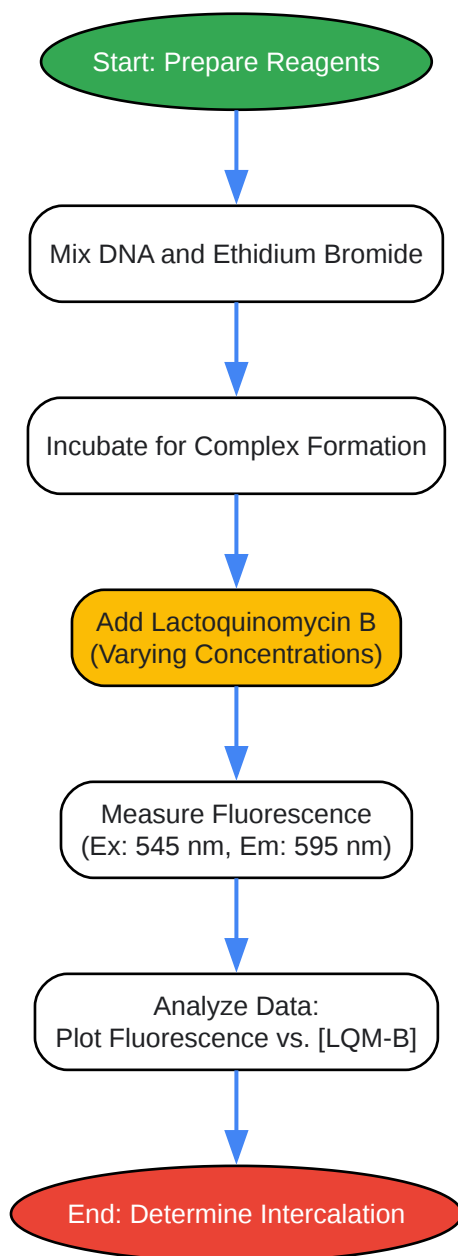 Start: Prepare Reagents
Mix DNA and Ethidium Bromide
Incubate for Complex Formation
Add Lactoquinomycin B
(Varying Concentrations)
Measure Fluorescence
(Ex: 545 nm, Em: 595 nm)
Analyze Data:
Plot Fluorescence vs. [LQM-B]
End: Determine Intercalation